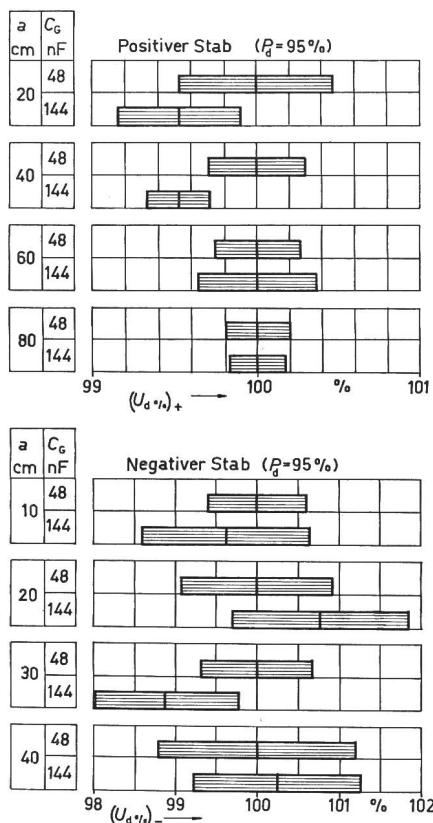 a C_G Positiver Stab (P_d = 95 %)
cm nF
20 48
144
40 48
144
60 48
144
80 48
144
99 100 % 101
(U_d %)_+ →
a C_G Negativer Stab (P_d = 95 %)
cm nF
10 48
144
20 48
144
30 48
144
40 48
144
98 99 100 101 % 102
(U_d %)_− →